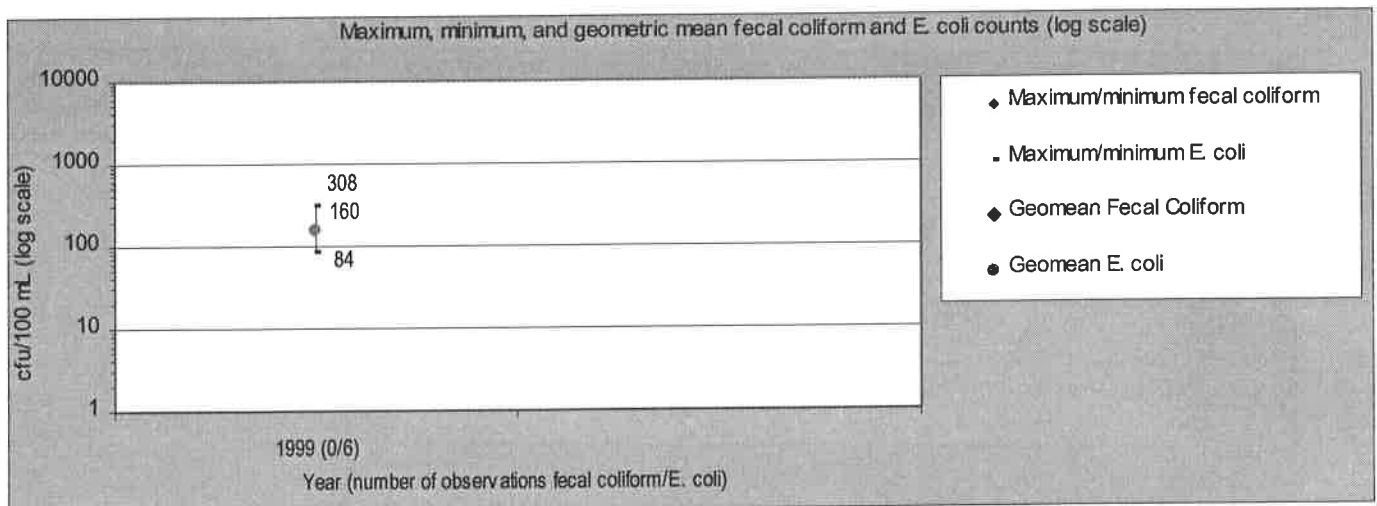 Maximum, minimum, and geometric mean fecal coliform and E. coli counts (log scale)
cfu/100 mL (log scale)
10000
1000
100
10
1
308
160
84
1999 (0/6)
Year (number of observations fecal coliform/E. coli)
Maximum/minimum fecal coliform
Maximum/minimum E. coli
Geomean Fecal Coliform
Geomean E. coli